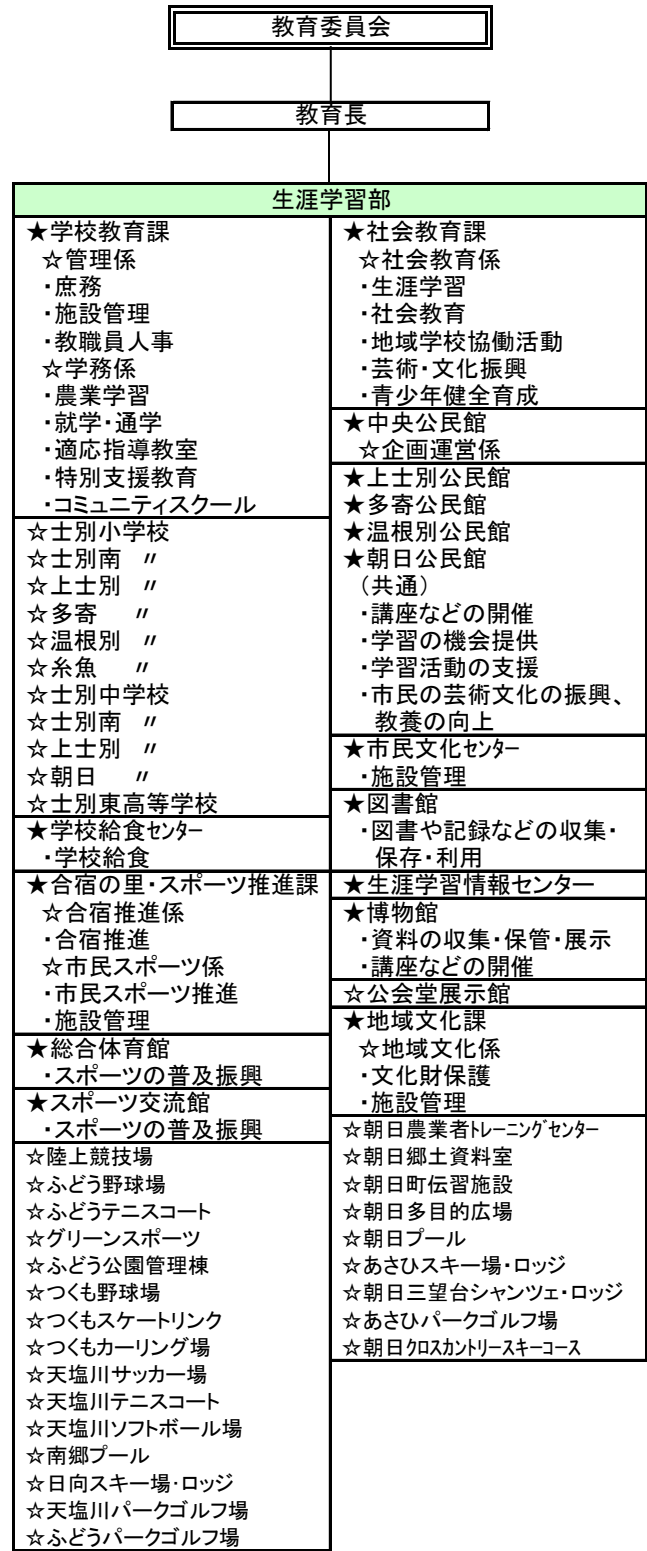 教育委員会
教育長
生涯学習部
★学校教育課
☆管理係
・庶務
・施設管理
・教職員人事
☆学務係
・農業学習
・就学・通学
・適応指導教室
・特別支援教育
・コミュニティスクール
☆士別小学校
☆士別南 〃
☆上士別 〃
☆多寄 〃
☆温根別 〃
☆糸魚 〃
☆士別中学校
☆士別南 〃
☆上士別 〃
☆朝日 〃
☆士別東高等学校
★学校給食センター
・学校給食
★合宿の里・スポーツ推進課
☆合宿推進係
・合宿推進
☆市民スポーツ係
・市民スポーツ推進
・施設管理
★総合体育館
・スポーツの普及振興
★スポーツ交流館
・スポーツの普及振興
☆陸上競技場
☆ふどう野球場
☆ふどうテニスコート
☆グリーンスポーツ
☆ふどう公園管理棟
☆つくも野球場
☆つくもスケートリンク
☆つくもカーリング場
☆天塩川サッカー場
☆天塩川テニスコート
☆天塩川ソフトボール場
☆南郷プール
☆日向スキー場・ロッジ
☆天塩川パークゴルフ場
☆ふどうパークゴルフ場
★社会教育課
☆社会教育係
・生涯学習
・社会教育
・地域学校協働活動
・芸術・文化振興
・青少年健全育成
★中央公民館
☆企画運営係
★上士別公民館
★多寄公民館
★温根別公民館
★朝日公民館
（共通）
・講座などの開催
・学習の機会提供
・学習活動の支援
・市民の芸術文化の振興、
教養の向上
★市民文化センター
・施設管理
★図書館
・図書や記録などの収集・
保存・利用
★生涯学習情報センター
★博物館
・資料の収集・保管・展示
・講座などの開催
☆公会堂展示館
★地域文化課
☆地域文化係
・文化財保護
・施設管理
☆朝日農業者ﾄﾚｰﾆﾝｸﾞｾﾝﾀｰ
☆朝日郷土資料室
☆朝日町伝習施設
☆朝日多目的広場
☆朝日プール
☆あさひスキー場・ロッジ
☆朝日三望台シャンツェ・ロッジ
☆あさひパークゴルフ場
☆朝日ｸﾛｽｶﾝﾄﾘｰｽｷｰｺｰｽ